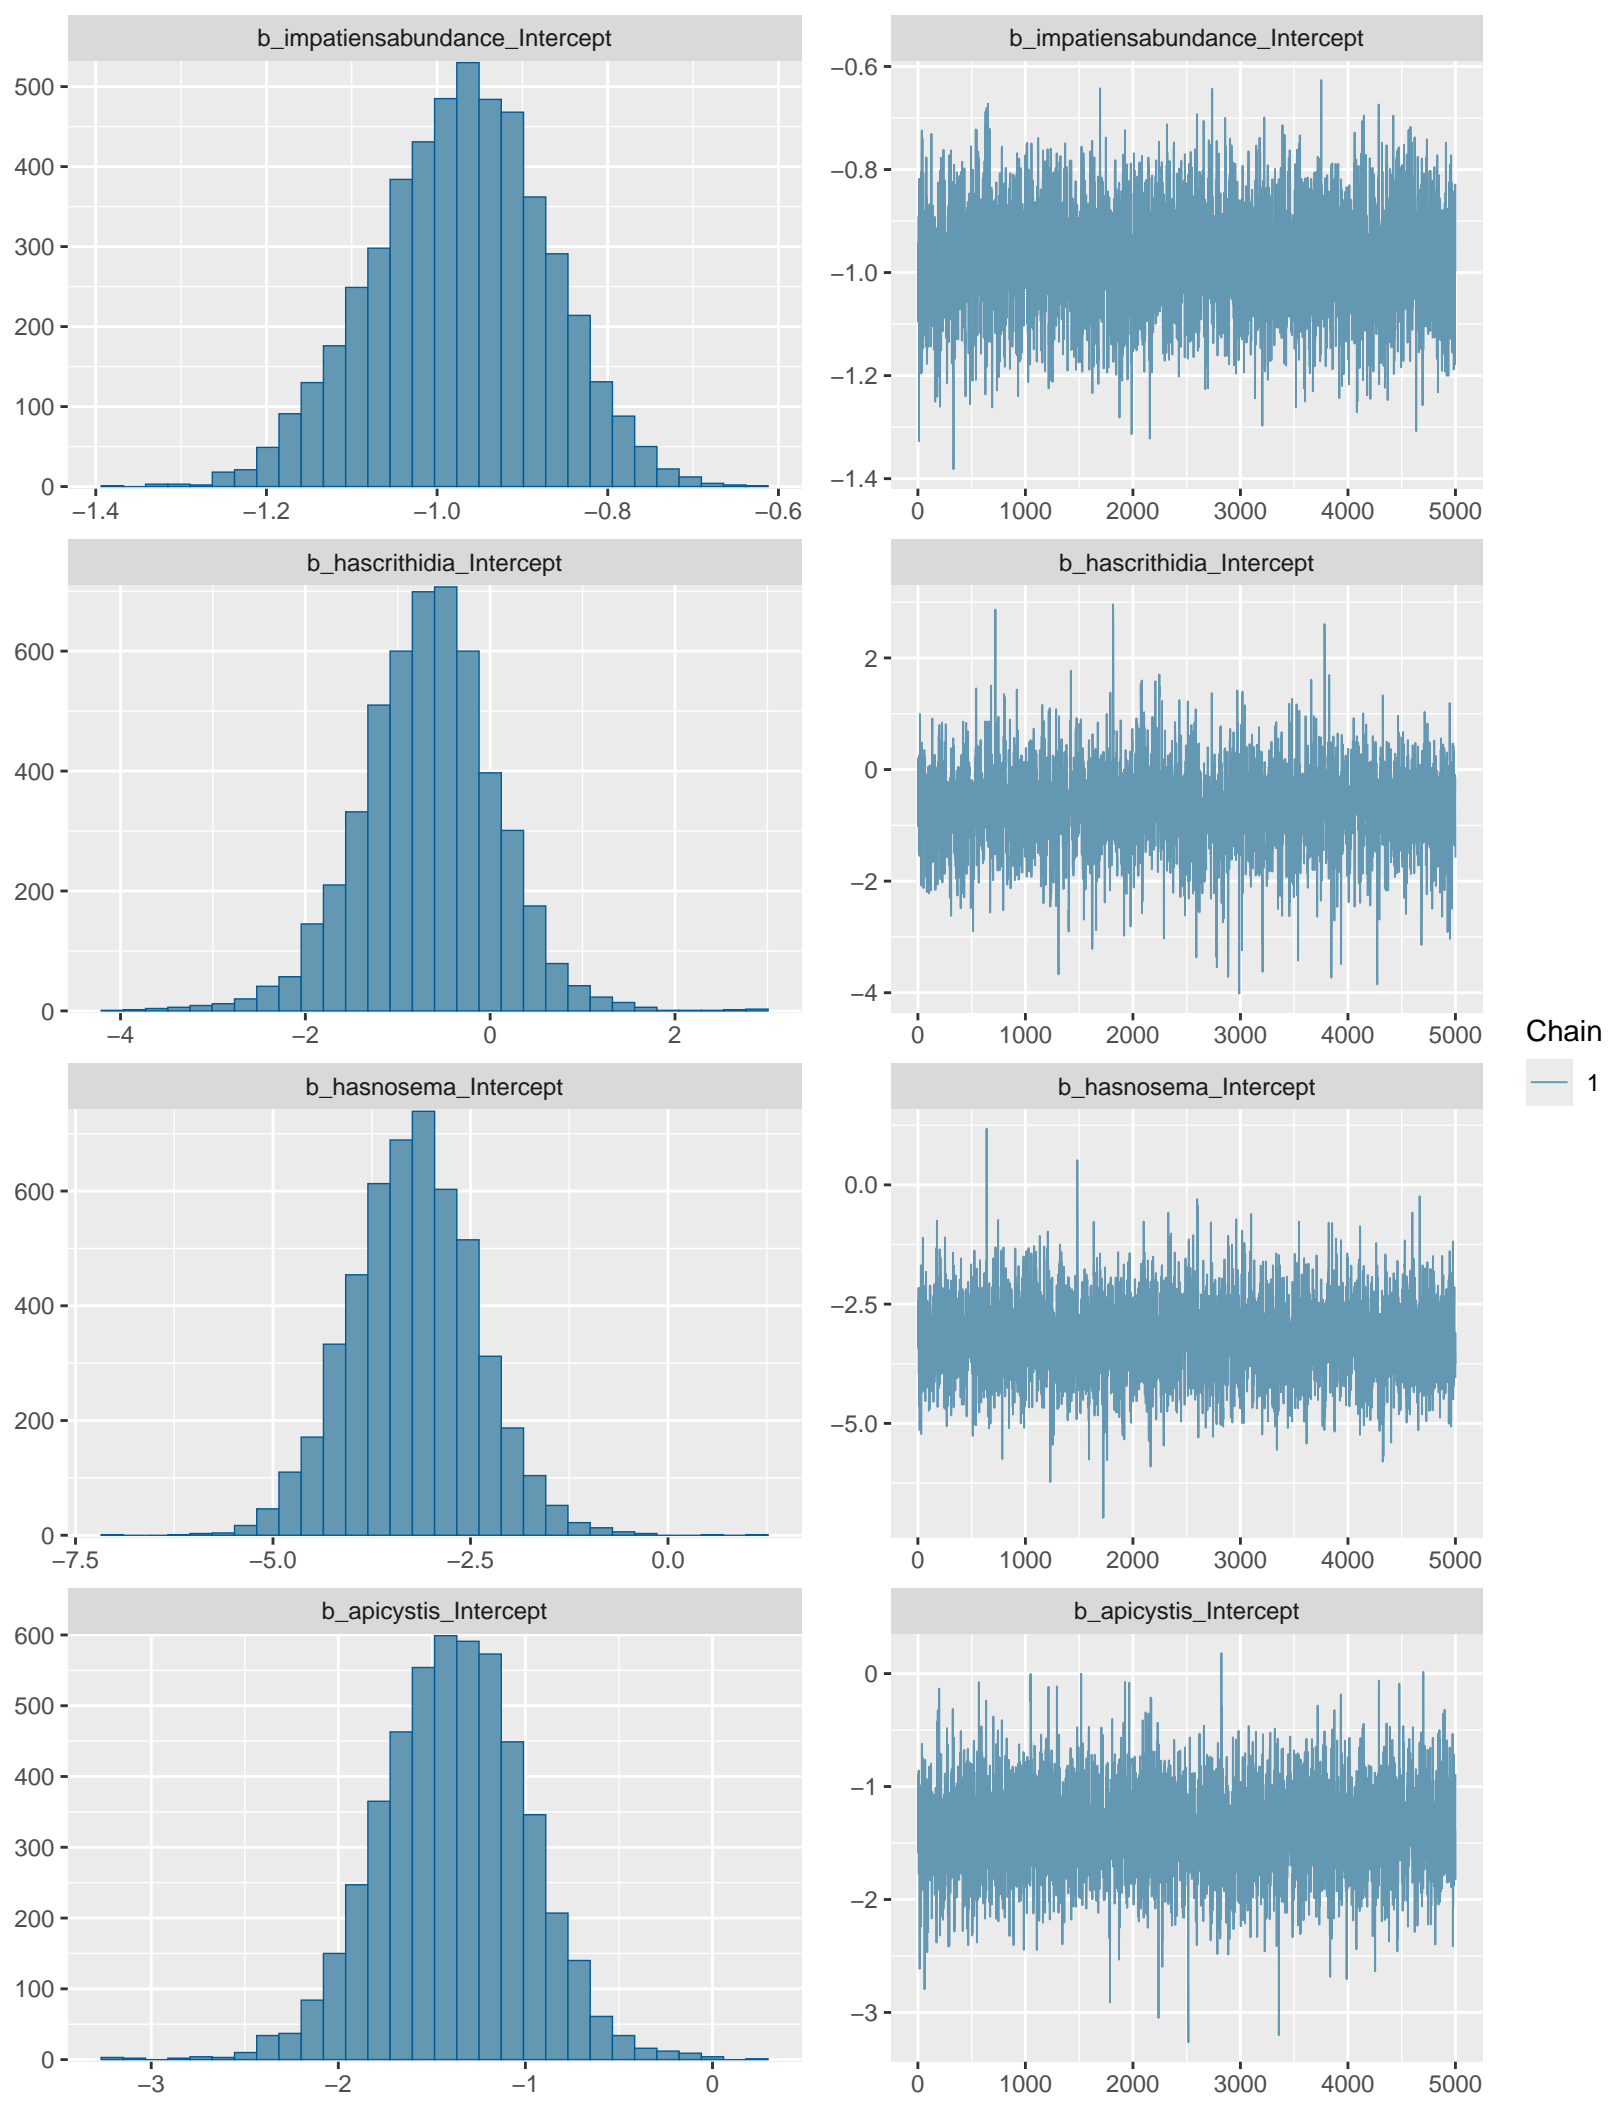 b_impatiensabundance_Intercept
500
400
300
200
100
0
−1.4 −1.2 −1.0 −0.8 −0.6
b_impatiensabundance_Intercept
−0.6
−0.8
−1.0
−1.2
−1.4
0 1000 2000 3000 4000 5000
b_hascrithidia_Intercept
600
400
200
0
−4 −2 0 2
b_hascrithidia_Intercept
2
0
−2
−4
0 1000 2000 3000 4000 5000
b_hasnosema_Intercept
600
400
200
0
−7.5 −5.0 −2.5 0.0
b_hasnosema_Intercept
0.0
−2.5
−5.0
0 1000 2000 3000 4000 5000
b_apicystis_Intercept
600
500
400
300
200
100
0
−3 −2 −1 0
b_apicystis_Intercept
0
−1
−2
−3
0 1000 2000 3000 4000 5000
Chain
1